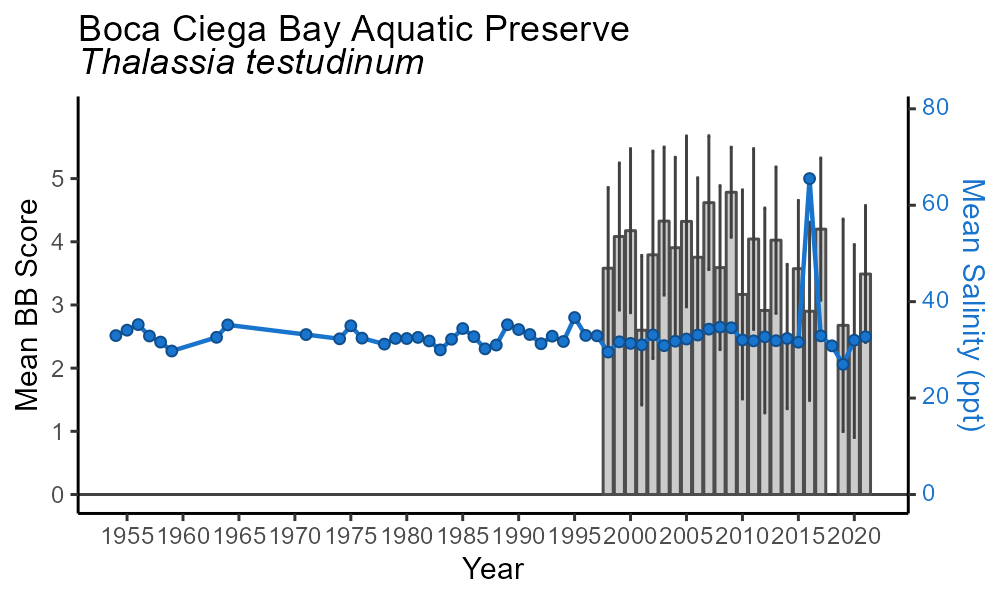 Boca Ciega Bay Aquatic Preserve
Thalassia testudinum
Mean BB Score
5
4
3
2
1
0
80
60
40
20
0
Mean Salinity (ppt)
1955 1960 1965 1970 1975 1980 1985 1990 1995 2000 2005 2010 2015 2020
Year